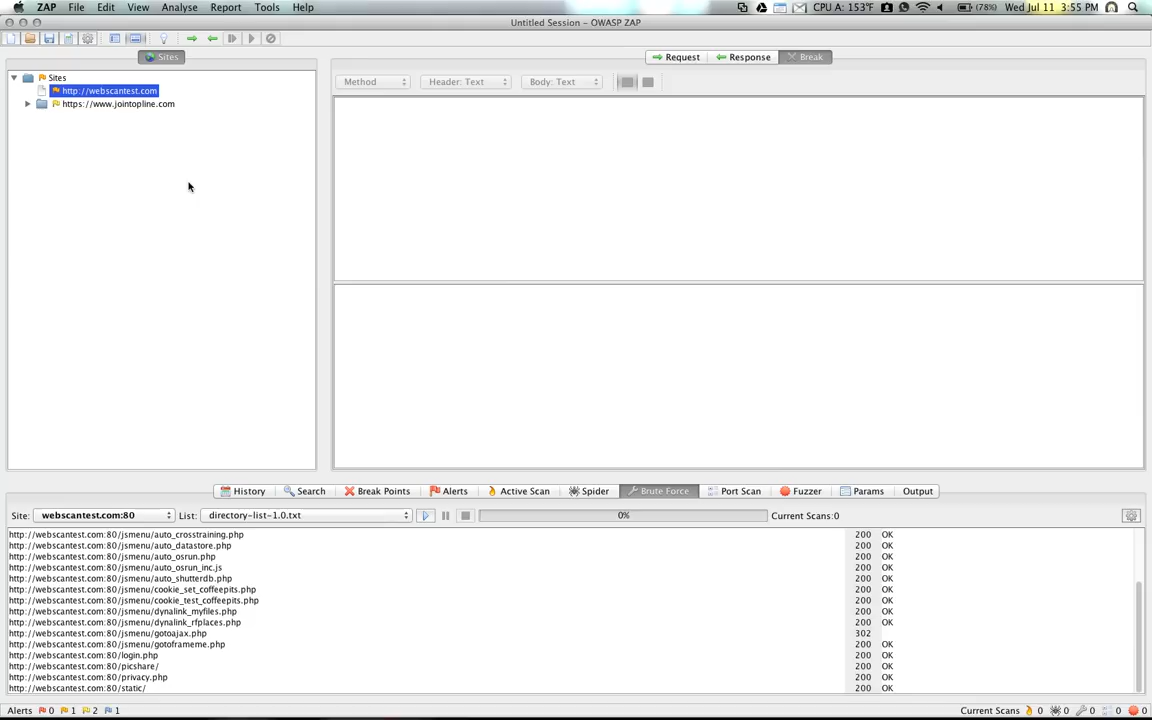 ZAP File Edit View Analyse Report Tools Help CPU A: 153°F (78%) Wed Jul 11 3:55 PM
Untitled Session – OWASP ZAP
Sites Request Response Break
Sites
http://webscantest.com
https://www.jointopline.com
Method Header: Text Body: Text
History Search Break Points Alerts Active Scan Spider Brute Force Port Scan Fuzzer Params Output
Site: webscantest.com:80 List: directory-list-1.0.txt 0% Current Scans:0
http://webscantest.com:80/jsmenu/auto_crosstraining.php 200 OK
http://webscantest.com:80/jsmenu/auto_datastore.php 200 OK
http://webscantest.com:80/jsmenu/auto_osrun.php 200 OK
http://webscantest.com:80/jsmenu/auto_osrun_inc.js 200 OK
http://webscantest.com:80/jsmenu/auto_shutterdb.php 200 OK
http://webscantest.com:80/jsmenu/cookie_set_coffeepits.php 200 OK
http://webscantest.com:80/jsmenu/cookie_test_coffeepits.php 200 OK
http://webscantest.com:80/jsmenu/dynalink_myfiles.php 200 OK
http://webscantest.com:80/jsmenu/dynalink_rfplaces.php 200 OK
http://webscantest.com:80/jsmenu/gotoajax.php 302
http://webscantest.com:80/jsmenu/gotoframeme.php 200 OK
http://webscantest.com:80/login.php 200 OK
http://webscantest.com:80/picshare/ 200 OK
http://webscantest.com:80/privacy.php 200 OK
http://webscantest.com:80/static/ 200 OK
Alerts 0 1 2 1 Current Scans 0 0 0 0 0